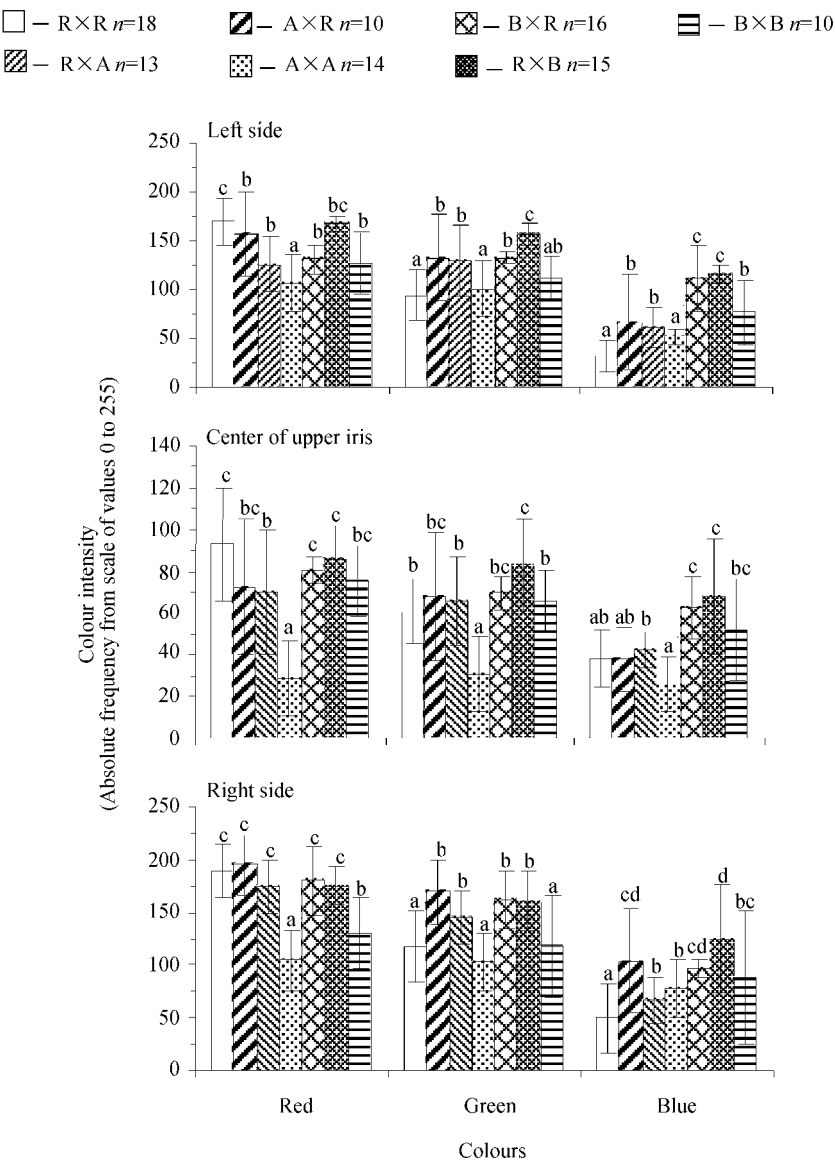 — R×R n=18 — A×R n=10 — B×R n=16 — B×B n=10
— R×A n=13 — A×A n=14 — R×B n=15
Left side
250
200
150
100
50
0
c b b a b bc b
a b b a b c ab
a b b a c c b
Center of upper iris
140
120
100
80
60
40
20
0
c bc b a c c bc
b bc b a bc c b
ab ab b a c c bc
Right side
250
200
150
100
50
0
c c c a c c b
a b b a b b a
a cd b b cd d bc
Colour intensity
(Absolute frequency from scale of values 0 to 255)
Red Green Blue
Colours